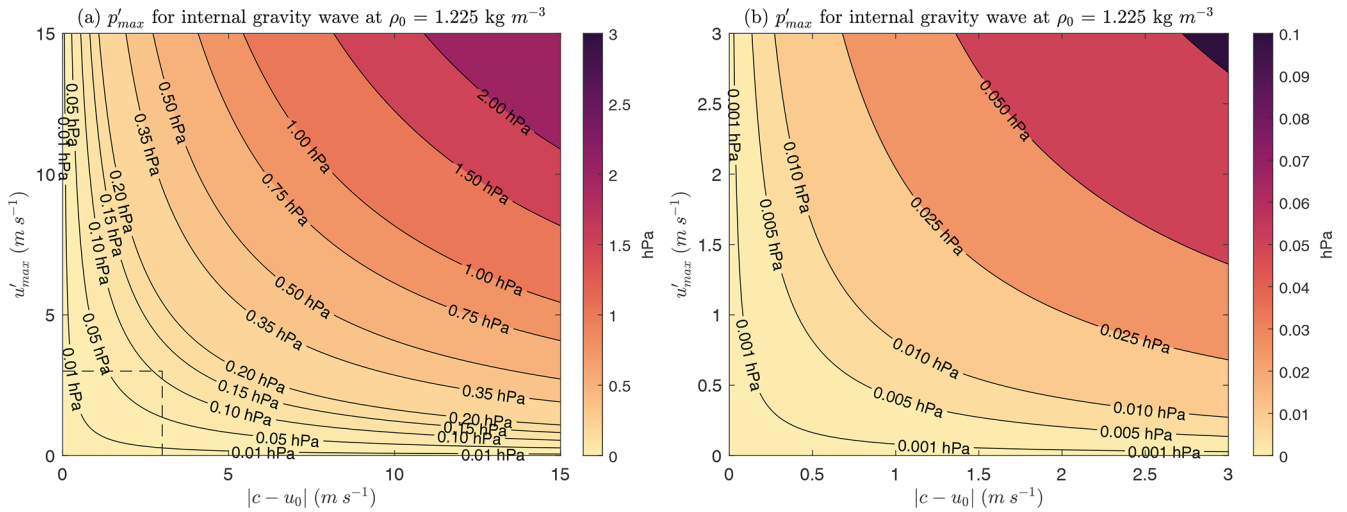 (a) p′max for internal gravity wave at ρ0 = 1.225 kg m−3
15
10
5
0
0
5
10
15
u′max (m s−1)
|c − u0| (m s−1)
0.05 hPa
0.01 hPa
0.50 hPa
0.35 hPa
0.20 hPa
0.15 hPa
0.10 hPa
0.05 hPa
0.01 hPa
1.00 hPa
0.75 hPa
2.00 hPa
1.50 hPa
1.00 hPa
0.75 hPa
0.50 hPa
0.35 hPa
0.35 hPa
0.20 hPa
0.15 hPa
0.10 hPa
0.05 hPa
0.01 hPa
0.20 hPa
0.15 hPa
0.10 hPa
0.01 hPa
3
2.5
2
1.5
1
0.5
0
hPa
(b) p′max for internal gravity wave at ρ0 = 1.225 kg m−3
3
2.5
2
1.5
1
0.5
0
0
0.5
1
1.5
2
2.5
3
u′max (m s−1)
|c − u0| (m s−1)
0.001 hPa
0.010 hPa
0.005 hPa
0.001 hPa
0.050 hPa
0.025 hPa
0.025 hPa
0.010 hPa
0.005 hPa
0.001 hPa
0.010 hPa
0.005 hPa
0.001 hPa
0.1
0.09
0.08
0.07
0.06
0.05
0.04
0.03
0.02
0.01
0
hPa